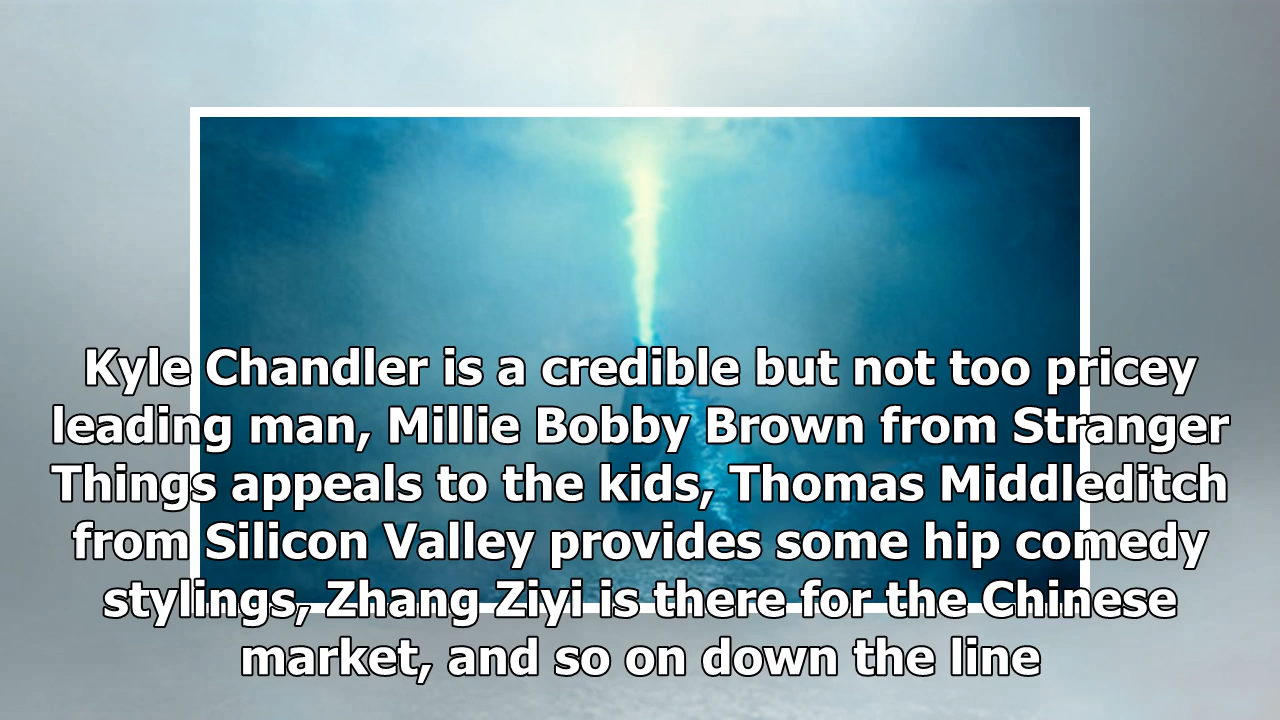 Kyle Chandler is a credible but not too pricey
leading man, Millie Bobby Brown from Stranger
Things appeals to the kids, Thomas Middleditch
from Silicon Valley provides some hip comedy
stylings, Zhang Ziyi is there for the Chinese
market, and so on down the line